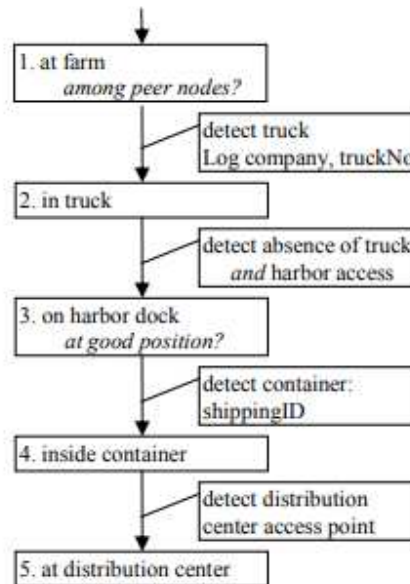 1. at farm
among peer nodes?
detect truck
Log company, truckNo
2. in truck
detect absence of truck
and harbor access
3. on harbor dock
at good position?
detect container:
shippingID
4. inside container
detect distribution
center access point
5. at distribution center